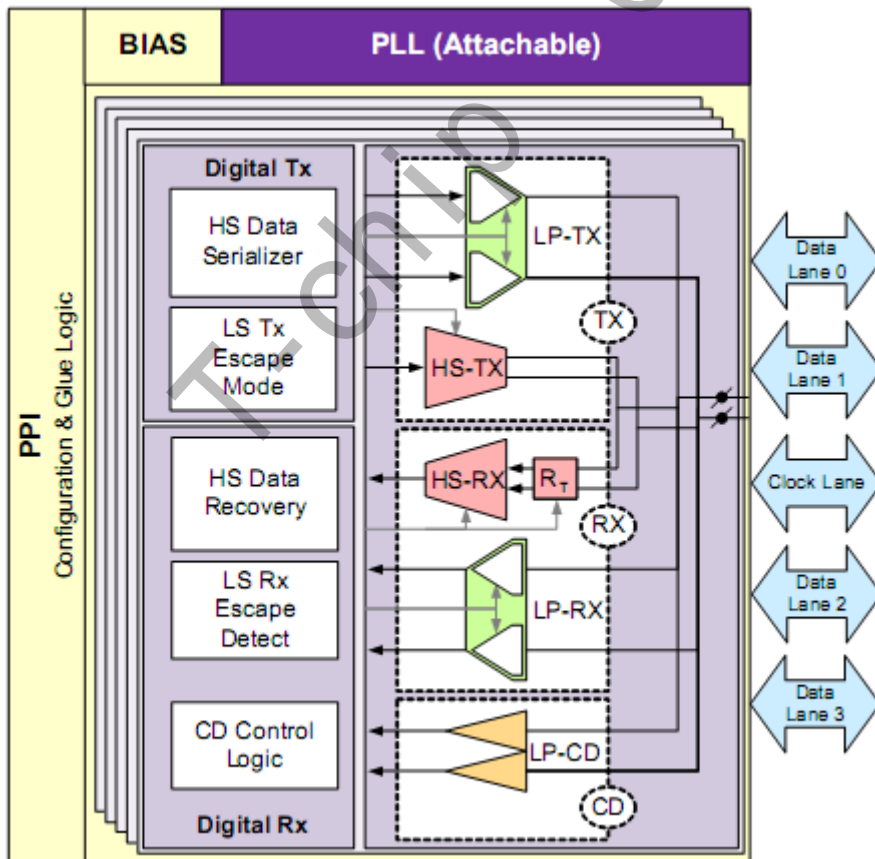 BIAS
PLL (Attachable)
PPI
Configuration & Glue Logic
Digital Tx
HS Data
Serializer
LS Tx
Escape
Mode
HS Data
Recovery
LS Rx
Escape
Detect
CD Control
Logic
Digital Rx
LP-TX
TX
HS-TX
HS-RX
RT
RX
LP-RX
LP-CD
CD
Data
Lane 0
Data
Lane 1
Clock Lane
Data
Lane 2
Data
Lane 3
T-chip